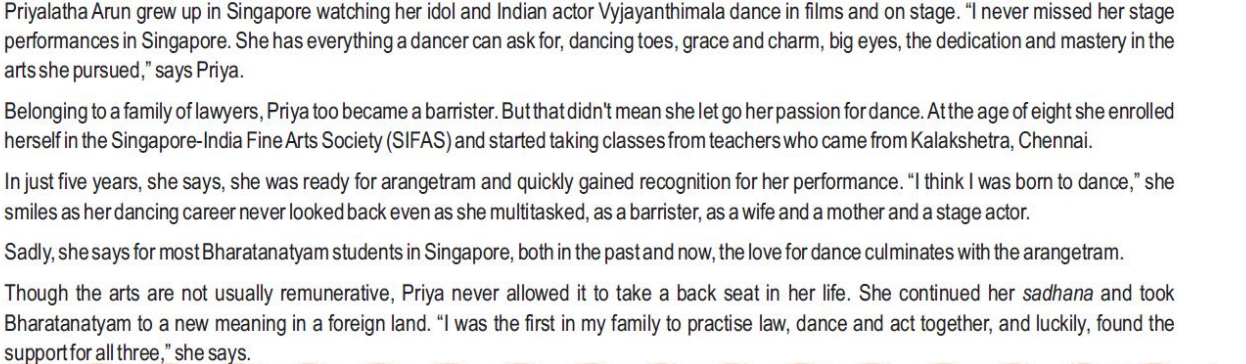 Priyalatha Arun grew up in Singapore watching her idol and Indian actor Vyjayanthimala dance in films and on stage. “I never missed her stage
performances in Singapore. She has everything a dancer can ask for, dancing toes, grace and charm, big eyes, the dedication and mastery in the
arts she pursued,” says Priya.
Belonging to a family of lawyers, Priya too became a barrister. But that didn't mean she let go her passion for dance. At the age of eight she enrolled
herself in the Singapore-India Fine Arts Society (SIFAS) and started taking classes from teachers who came from Kalakshetra, Chennai.
In just five years, she says, she was ready for arangetram and quickly gained recognition for her performance. “I think I was born to dance,” she
smiles as her dancing career never looked back even as she multitasked, as a barrister, as a wife and a mother and a stage actor.
Sadly, she says for most Bharatanatyam students in Singapore, both in the past and now, the love for dance culminates with the arangetram.
Though the arts are not usually remunerative, Priya never allowed it to take a back seat in her life. She continued her sadhana and took
Bharatanatyam to a new meaning in a foreign land. “I was the first in my family to practise law, dance and act together, and luckily, found the
support for all three,” she says.